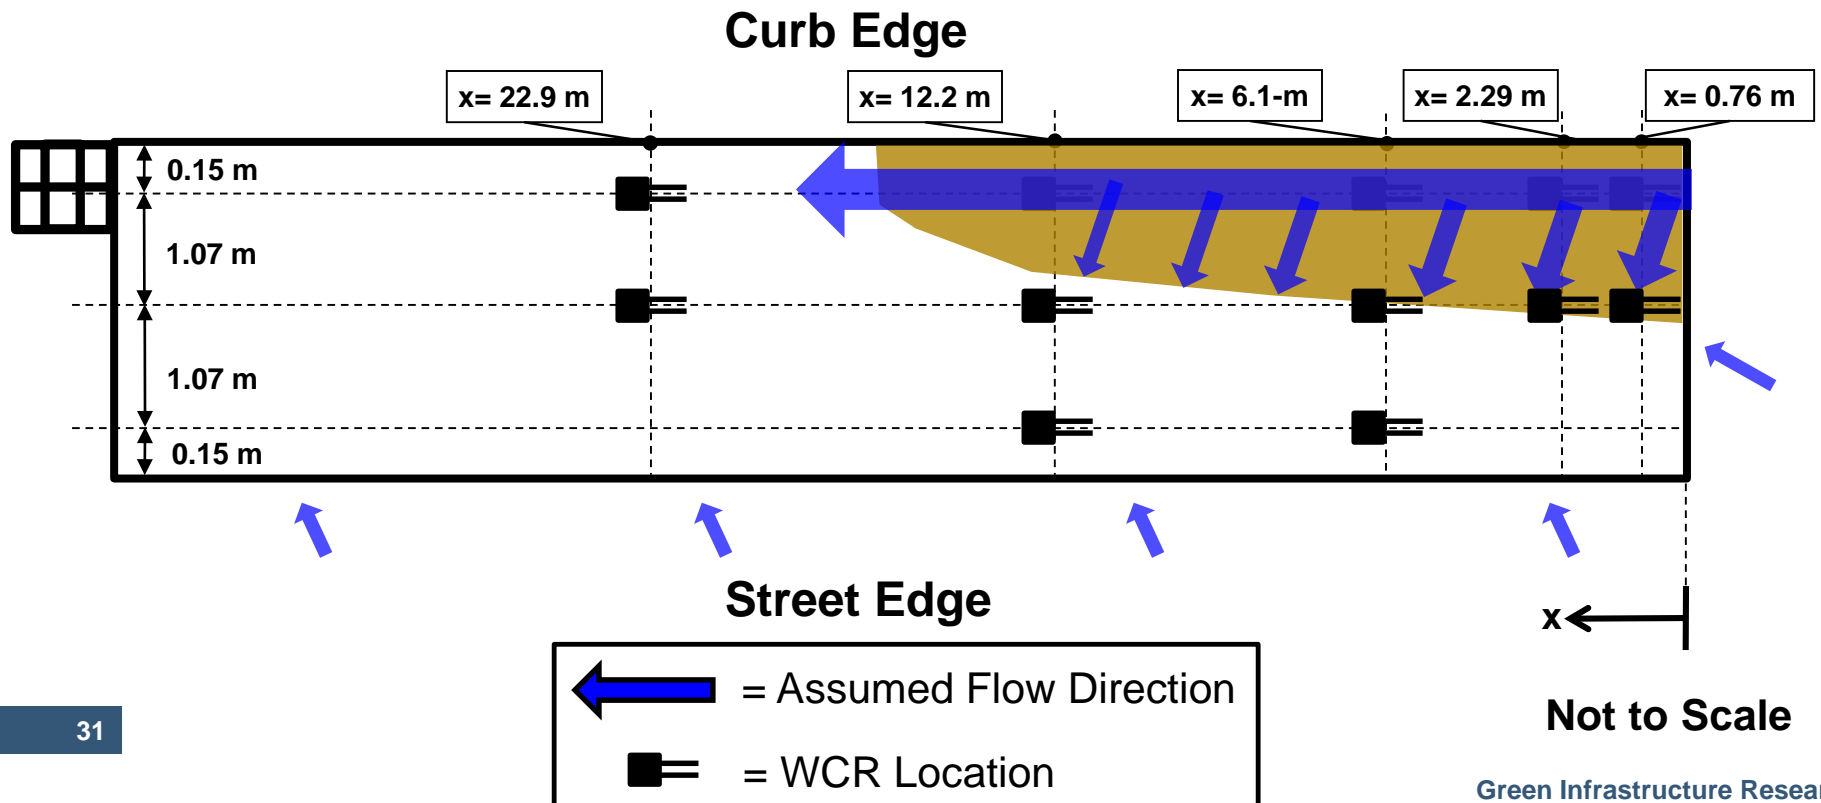 Curb Edge
x= 22.9 m
x= 12.2 m
x= 6.1-m
x= 2.29 m
x= 0.76 m
0.15 m
1.07 m
1.07 m
0.15 m
Street Edge
x
= Assumed Flow Direction
= WCR Location
Not to Scale
31
Green Infrastructure Resear